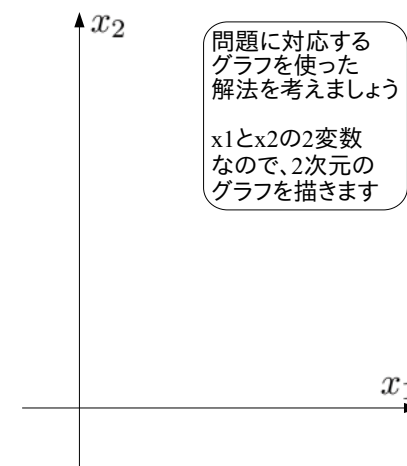 x₂
問題に対応する
グラフを使った
解法を考えましょう
x1とx2の2変数
なので、2次元の
グラフを描きます
x₁